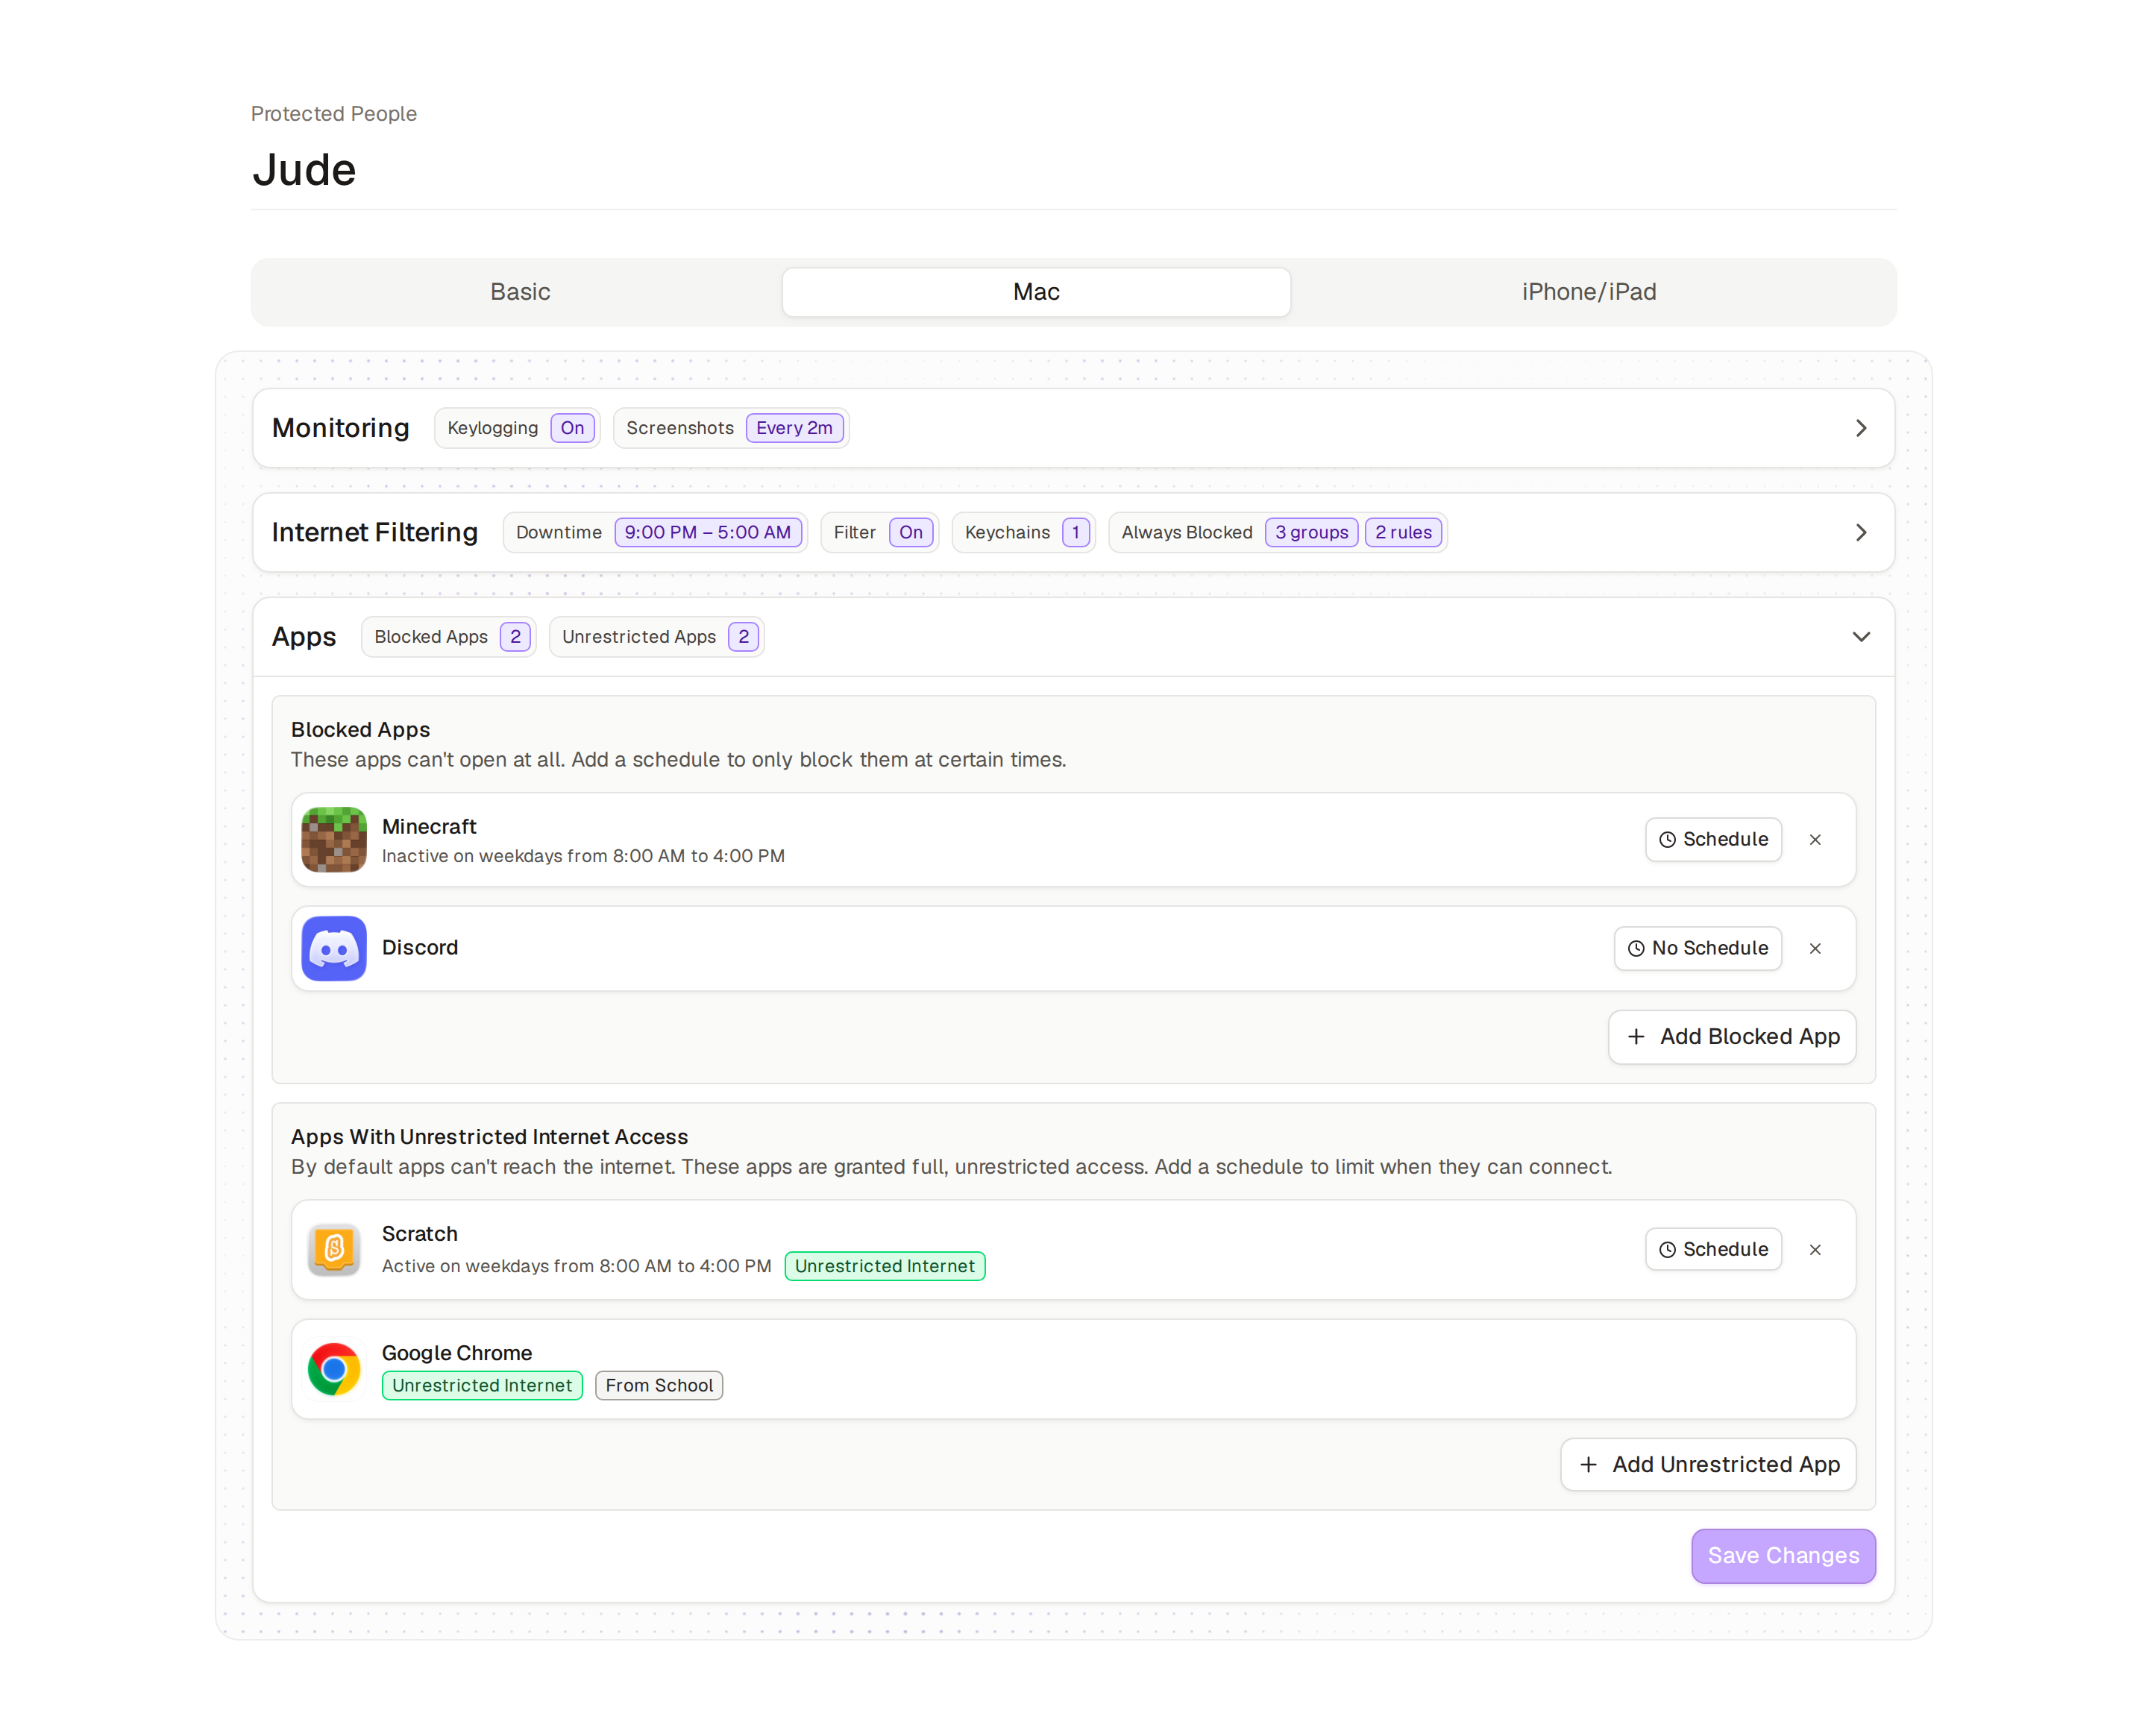 Protected People
Jude
Basic Mac iPhone/iPad
Monitoring Keylogging On Screenshots Every 2m
Internet Filtering Downtime 9:00 PM – 5:00 AM Filter On Keychains 1 Always Blocked 3 groups 2 rules
Apps Blocked Apps 2 Unrestricted Apps 2
Blocked Apps
These apps can't open at all. Add a schedule to only block them at certain times.
Minecraft
Inactive on weekdays from 8:00 AM to 4:00 PM
Schedule
Discord
No Schedule
Add Blocked App
Apps With Unrestricted Internet Access
By default apps can't reach the internet. These apps are granted full, unrestricted access. Add a schedule to limit when they can connect.
Scratch
Active on weekdays from 8:00 AM to 4:00 PM Unrestricted Internet
Schedule
Google Chrome
Unrestricted Internet From School
Add Unrestricted App
Save Changes